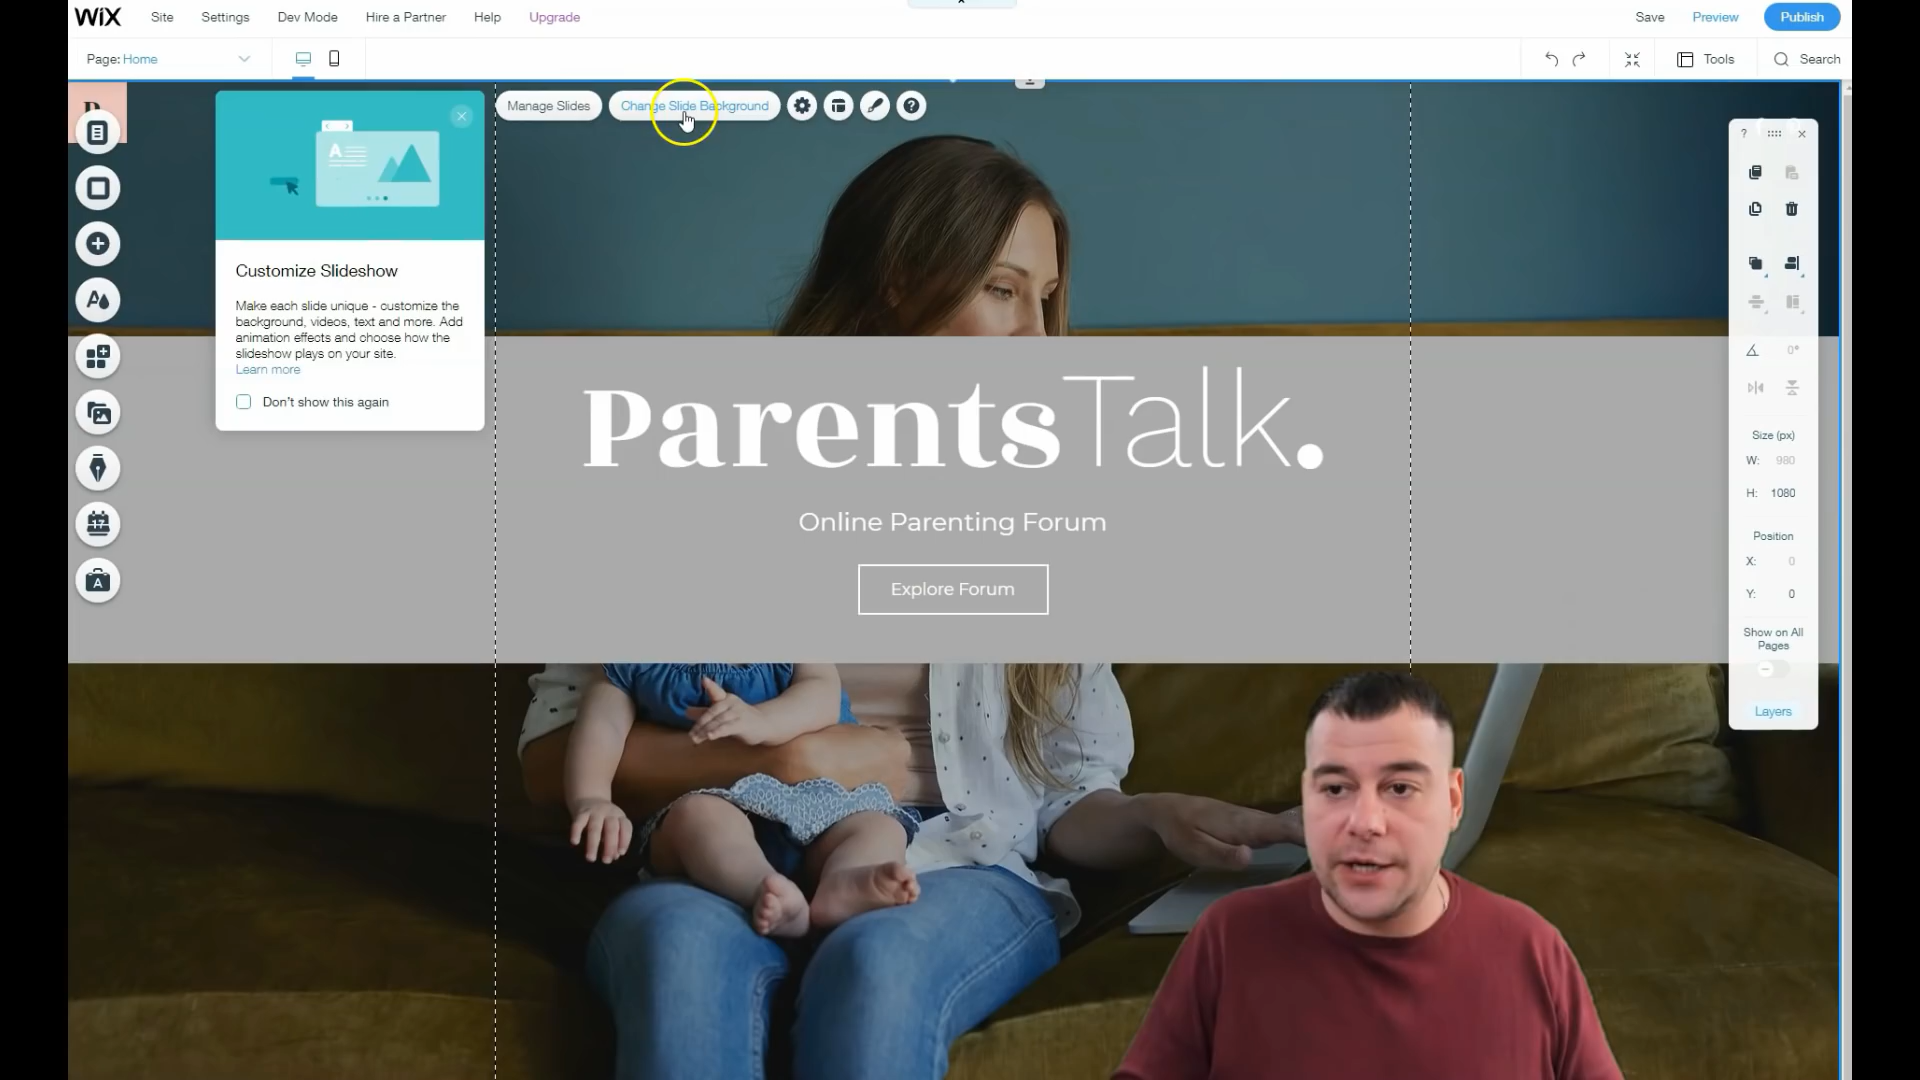 WiX Site Settings Dev Mode Hire a Partner Help Upgrade Save Preview Publish
Page: Home Tools Search
Manage Slides Change Slide Background
Customize Slideshow
Make each slide unique - customize the
background, videos, text and more. Add
animation effects and choose how the
slideshow plays on your site.
Learn more
Don't show this again
ParentsTalk.
Online Parenting Forum
Explore Forum
0°
Size (px)
W: 980
H: 1080
Position
X: 0
Y: 0
Show on All
Pages
Layers